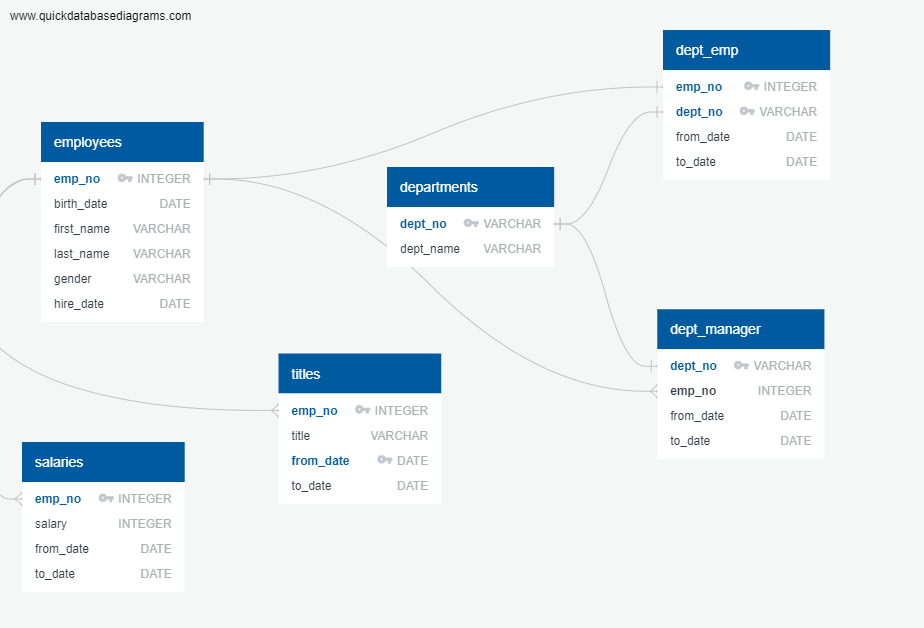 www.quickdatabasediagrams.com
employees
emp_no INTEGER
birth_date DATE
first_name VARCHAR
last_name VARCHAR
gender VARCHAR
hire_date DATE
departments
dept_no VARCHAR
dept_name VARCHAR
dept_emp
emp_no INTEGER
dept_no VARCHAR
from_date DATE
to_date DATE
dept_manager
dept_no VARCHAR
emp_no INTEGER
from_date DATE
to_date DATE
titles
emp_no INTEGER
title VARCHAR
from_date DATE
to_date DATE
salaries
emp_no INTEGER
salary INTEGER
from_date DATE
to_date DATE